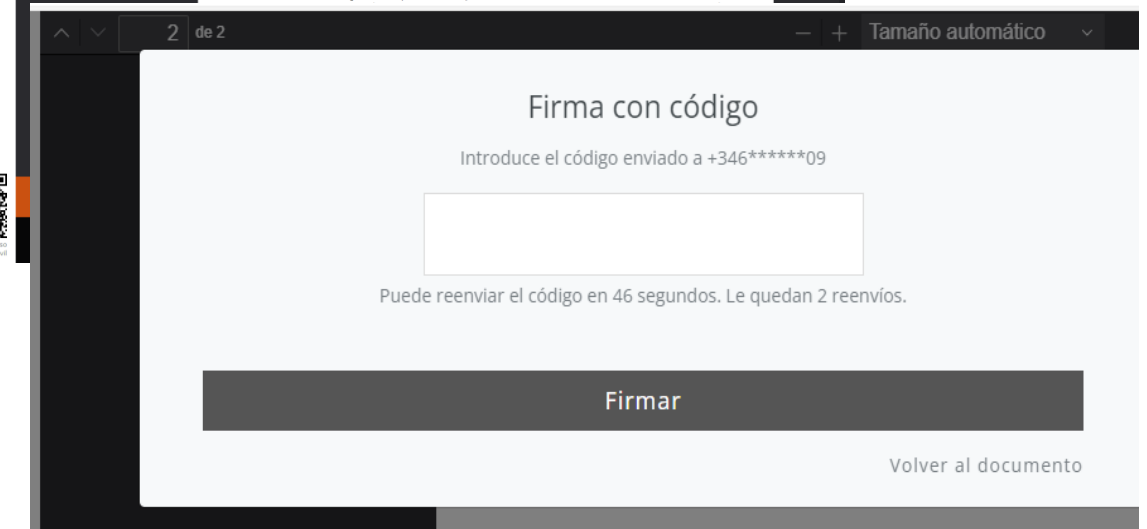 2 de 2
Tamaño automático
Firma con código
Introduce el código enviado a +346******09
Puede reenviar el código en 46 segundos. Le quedan 2 reenvíos.
Firmar
Volver al documento